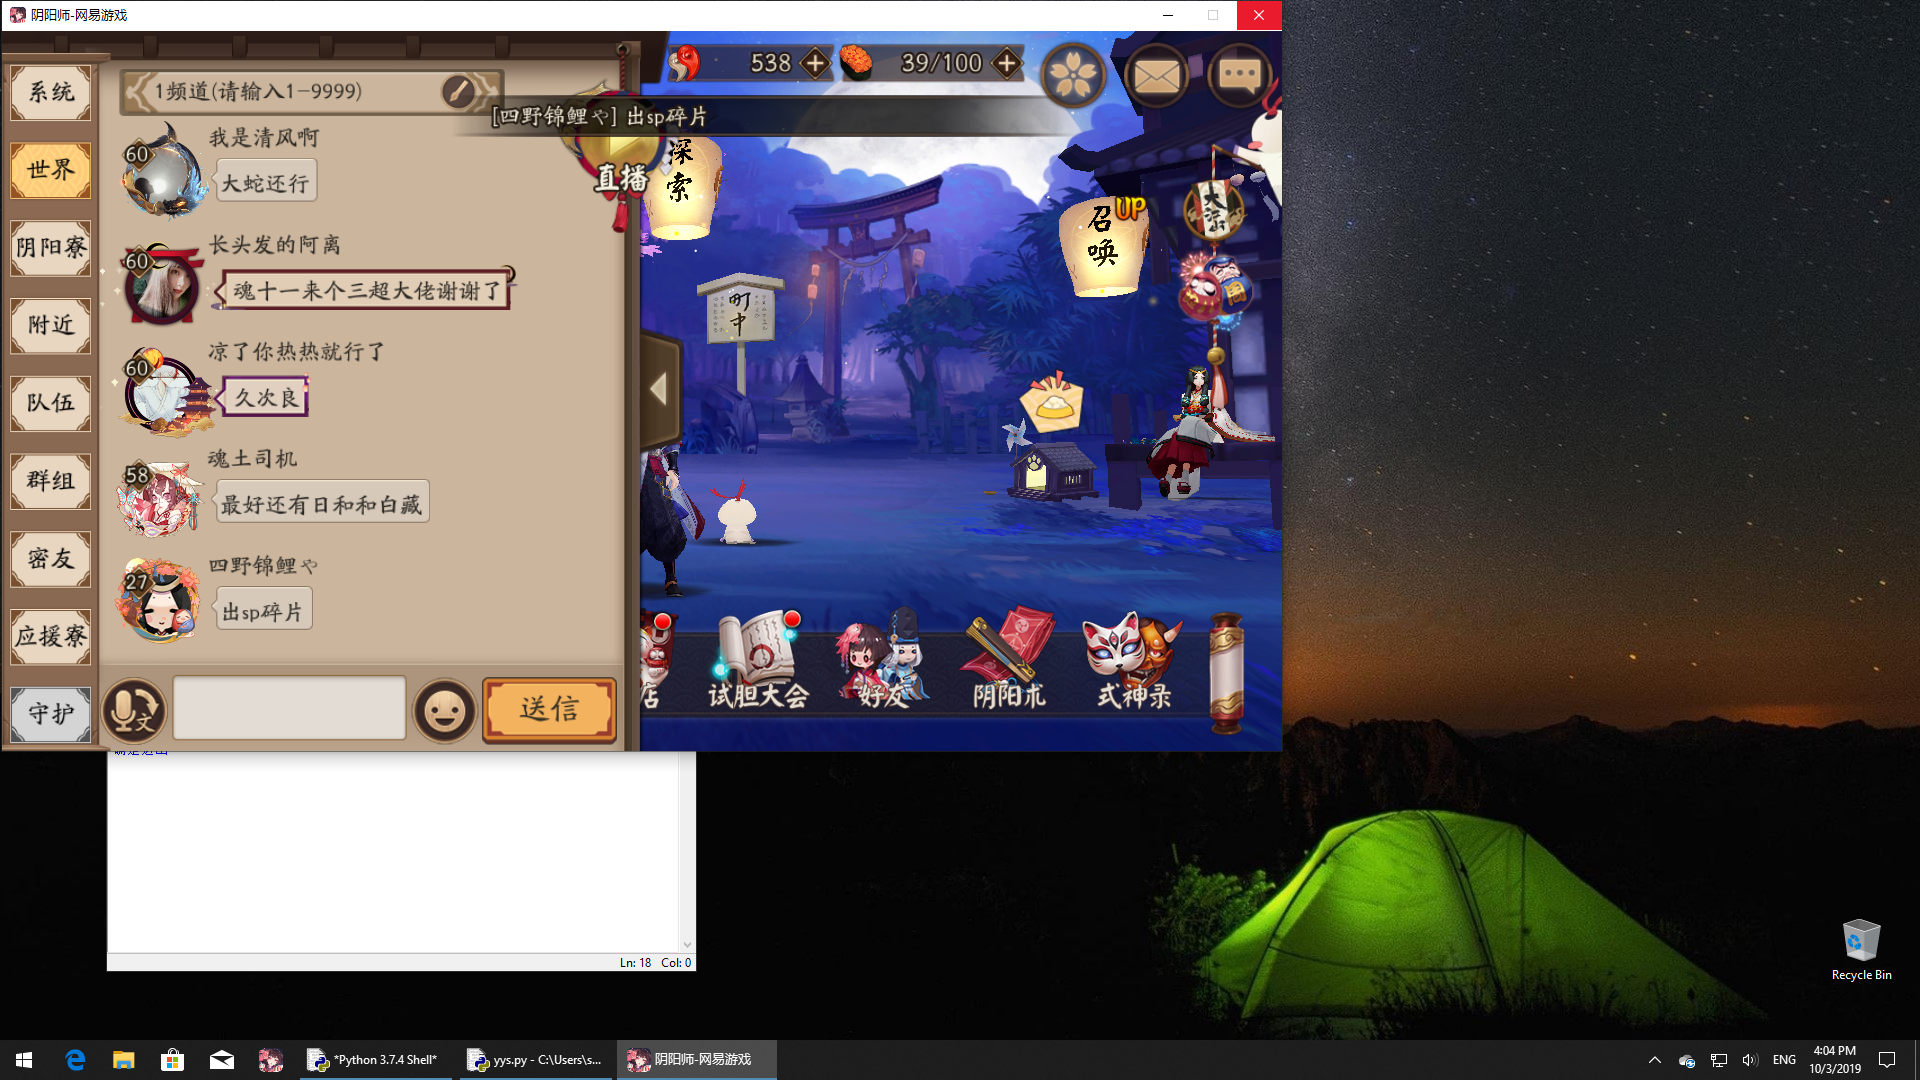 阴阳师-网易游戏
系统
世界
阴阳寮
附近
队伍
群组
密友
应援寮
守护
1频道(请输入1-9999)
60
我是清风啊
大蛇还行
60
长头发的阿离
魂十一来个三超大佬谢谢了
60
凉了你热热就行了
久次良
58
魂土司机
最好还有日和和白藏
27
四野锦鲤や
出sp碎片
文
送信
538
39/100
[四野锦鲤や] 出sp碎片
直播
探索
召唤
UP
町中
店
试胆大会
好友
阴阳术
式神录
Ln: 18 Col: 0
Recycle Bin
*Python 3.7.4 Shell*
yys.py - C:\Users\s...
阴阳师-网易游戏
ENG
4:04 PM
10/3/2019